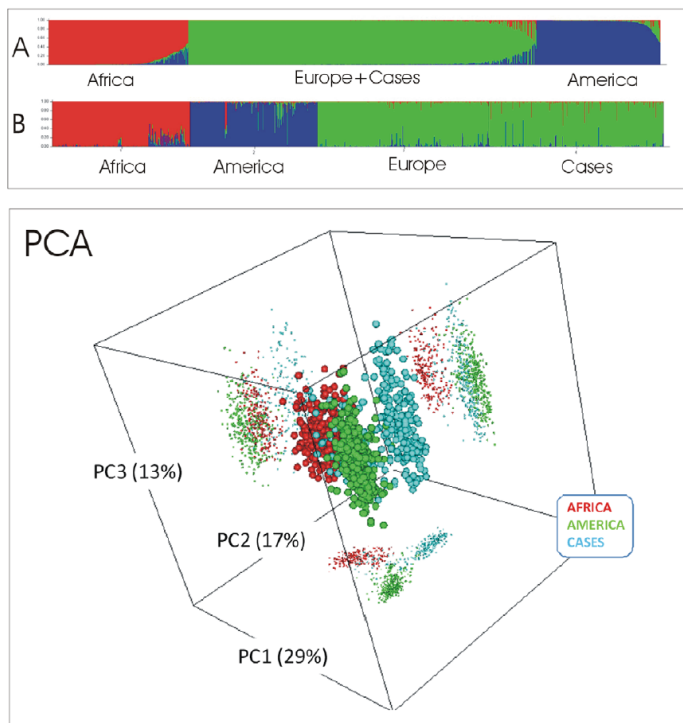 A
Africa
Europe+Cases
America
B
Africa
America
Europe
Cases
PCA
PC3 (13%)
PC2 (17%)
PC1 (29%)
AFRICA
AMERICA
CASES